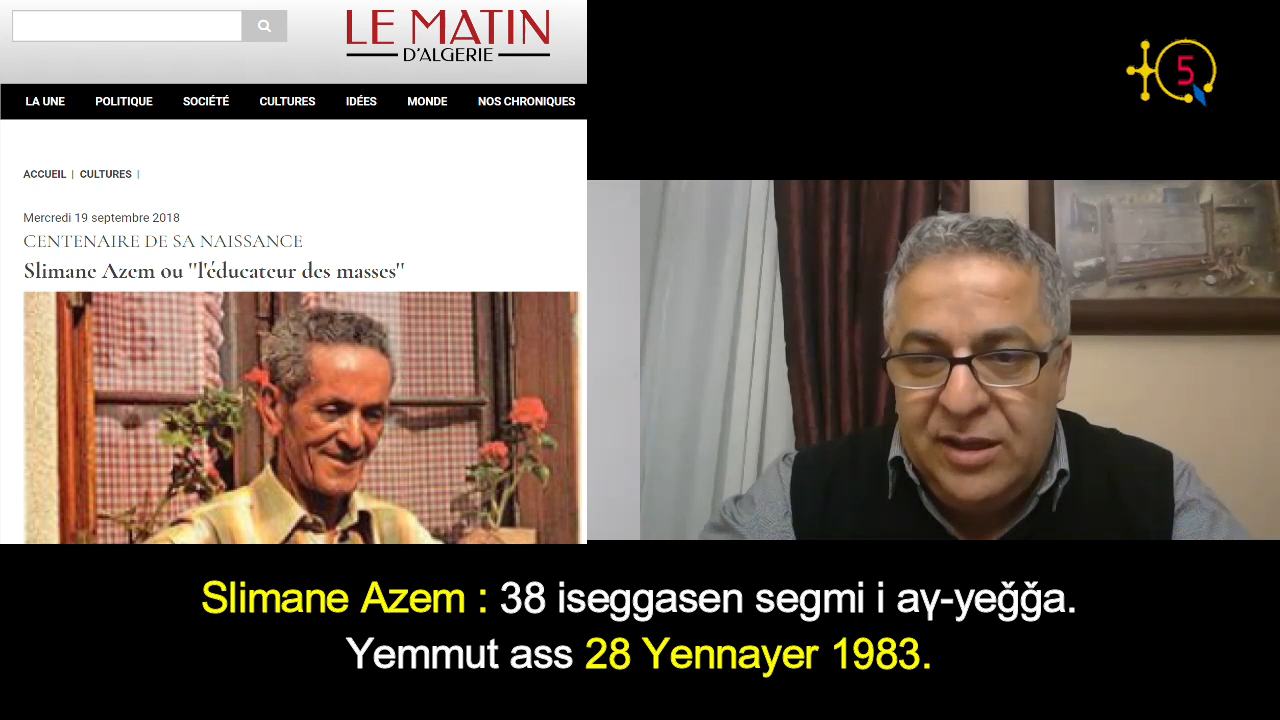 LE MATIN
D'ALGERIE
LA UNE POLITIQUE SOCIÉTÉ CULTURES IDÉES MONDE NOS CHRONIQUES
ACCUEIL | CULTURES |
Mercredi 19 septembre 2018
CENTENAIRE DE SA NAISSANCE
Slimane Azem ou "l'éducateur des masses"
5
Slimane Azem : 38 iseggasen segmi i aγ-yeǧǧa.
Yemmut ass 28 Yennayer 1983.